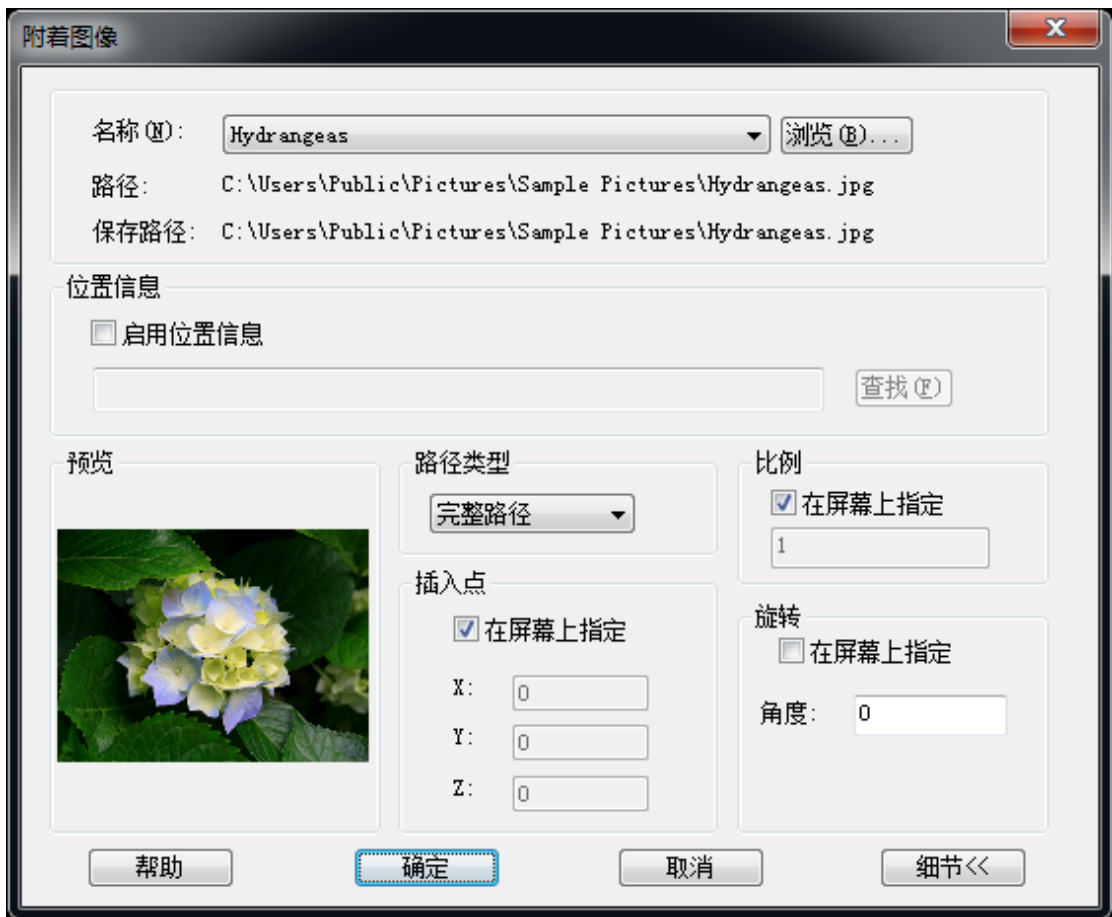 附着图像
名称(N): Hydrangeas 浏览(B)...
路径: C:\Users\Public\Pictures\Sample Pictures\Hydrangeas.jpg
保存路径: C:\Users\Public\Pictures\Sample Pictures\Hydrangeas.jpg
位置信息
启用位置信息
查找(F)
预览
路径类型
完整路径
插入点
在屏幕上指定
X: 0
Y: 0
Z: 0
比例
在屏幕上指定
1
旋转
在屏幕上指定
角度: 0
帮助 确定 取消 细节<<